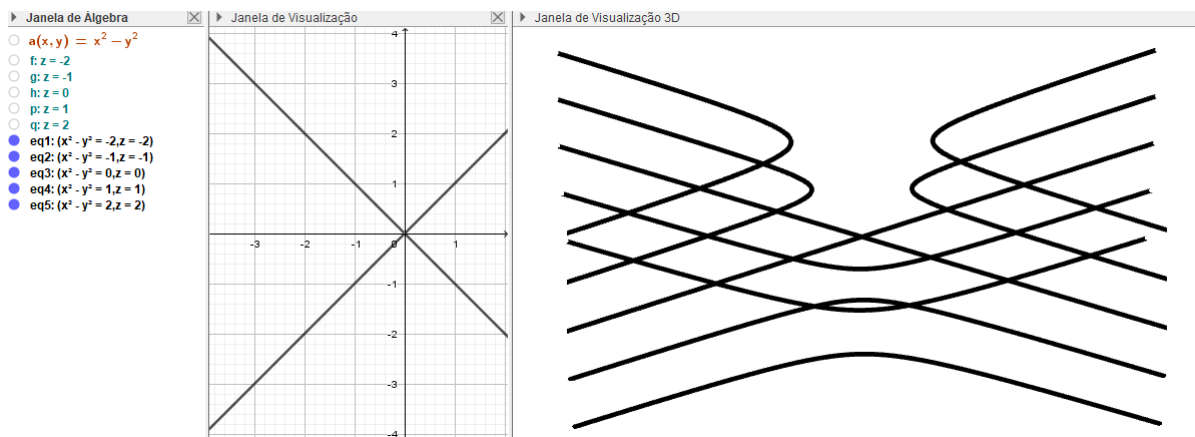 Janela de Álgebra
a(x,y) = x² – y²
f: z = -2
g: z = -1
h: z = 0
p: z = 1
q: z = 2
eq1: (x² - y² = -2,z = -2)
eq2: (x² - y² = -1,z = -1)
eq3: (x² - y² = 0,z = 0)
eq4: (x² - y² = 1,z = 1)
eq5: (x² - y² = 2,z = 2)
Janela de Visualização
4
3
2
1
-3 -2 -1 0 1
-1
-2
-3
-4
Janela de Visualização 3D